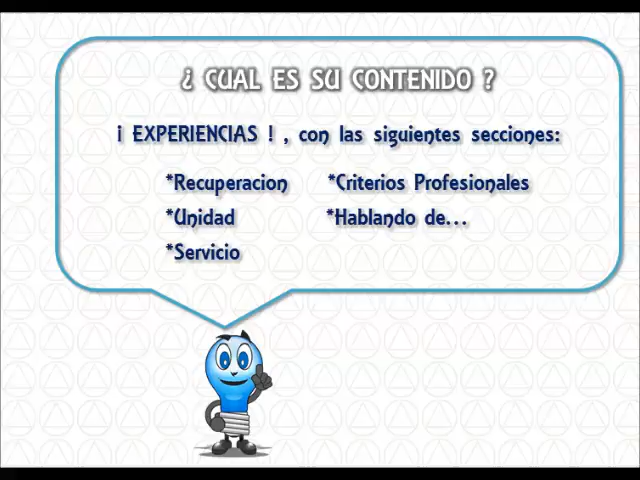 ¿ CUAL ES SU CONTENIDO ?
¡ EXPERIENCIAS ! , con las siguientes secciones:
*Recuperacion *Criterios Profesionales
*Unidad *Hablando de...
*Servicio